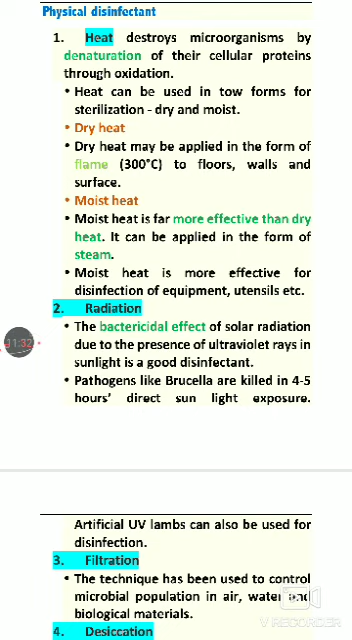 Physical disinfectant
1. Heat destroys microorganisms by
denaturation of their cellular proteins
through oxidation.
• Heat can be used in tow forms for
sterilization - dry and moist.
• Dry heat
• Dry heat may be applied in the form of
flame (300°C) to floors, walls and
surface.
• Moist heat
• Moist heat is far more effective than dry
heat. It can be applied in the form of
steam.
• Moist heat is more effective for
disinfection of equipment, utensils etc.
2. Radiation
• The bactericidal effect of solar radiation
due to the presence of ultraviolet rays in
11:32
sunlight is a good disinfectant.
• Pathogens like Brucella are killed in 4-5
hours' direct sun light exposure.
Artificial UV lambs can also be used for
disinfection.
3. Filtration
• The technique has been used to control
microbial population in air, water and
biological materials.
V RECORDER
4. Desiccation